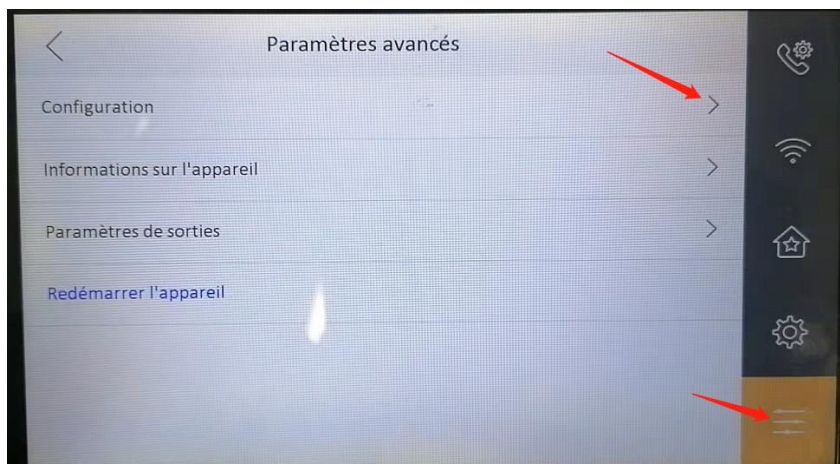 Paramètres avancés
Configuration
Informations sur l'appareil
Paramètres de sorties
Redémarrer l'appareil